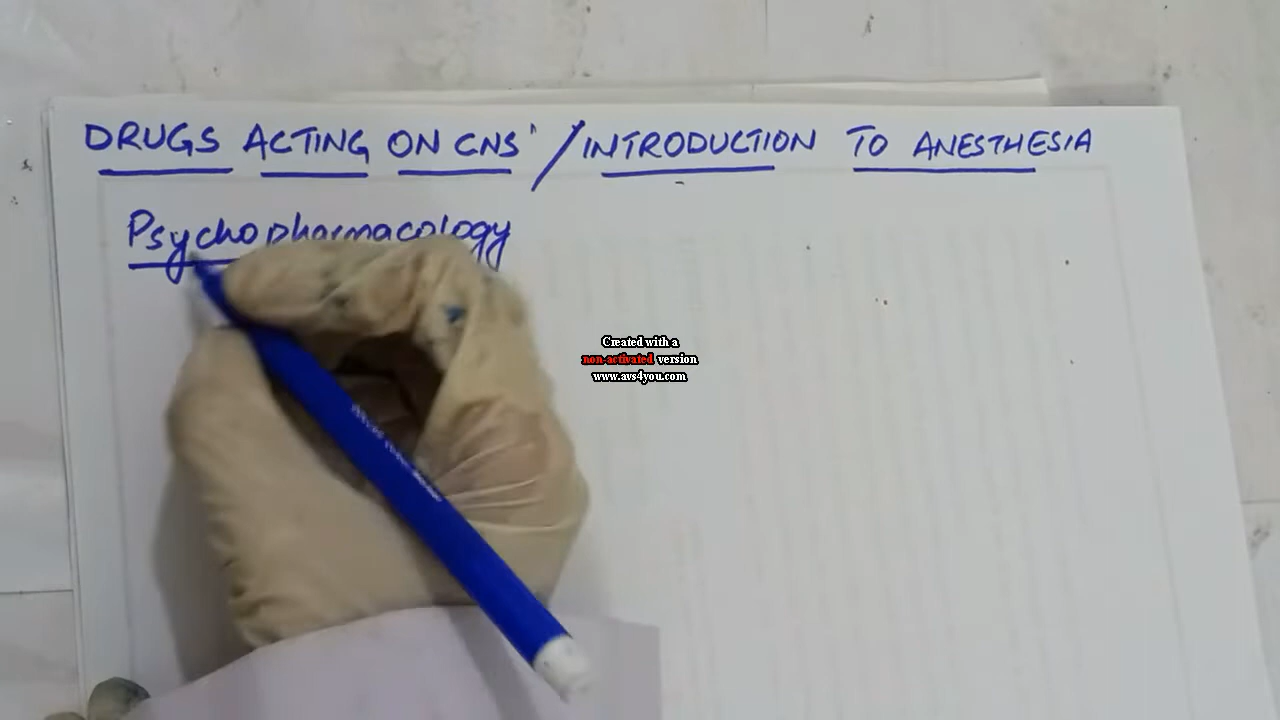 DRUGS ACTING ON CNS' / INTRODUCTION TO ANESTHESIA
Psychopharmacology
Created with a
non-activated version
www.avs4you.com